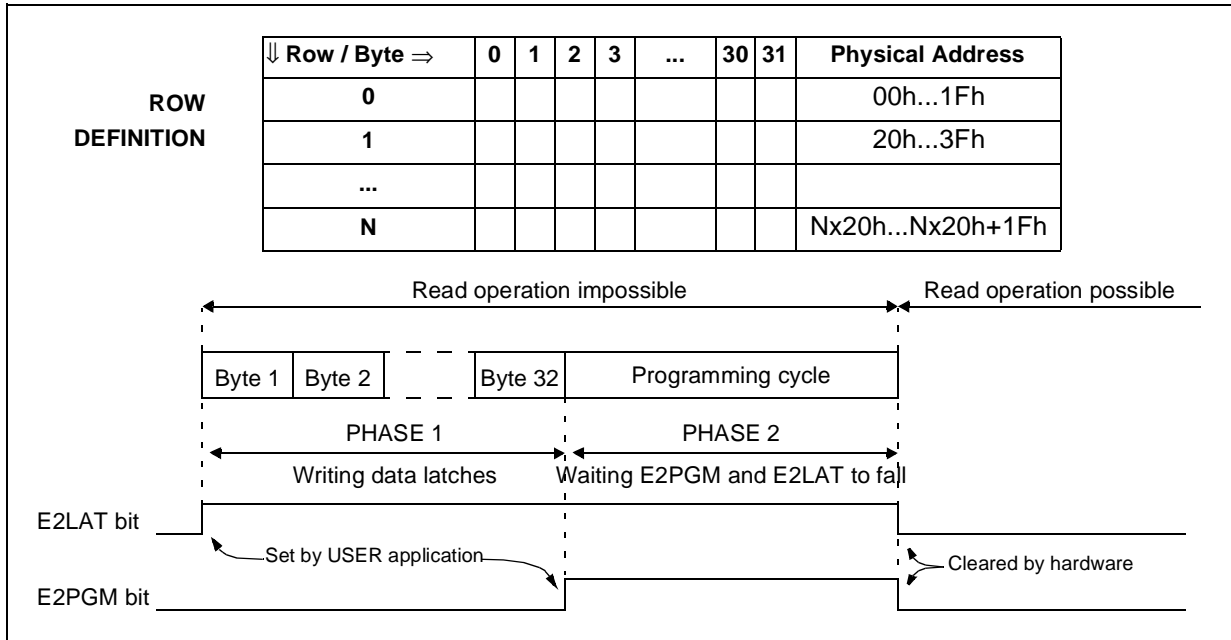 ⇓ Row / Byte ⇒ 0 1 2 3 ... 30 31 Physical Address
ROW DEFINITION
0 00h...1Fh
1 20h...3Fh
...
N Nx20h...Nx20h+1Fh
Read operation impossible Read operation possible
Byte 1 Byte 2 Byte 32 Programming cycle
PHASE 1 PHASE 2
Writing data latches Waiting E2PGM and E2LAT to fall
E2LAT bit
Set by USER application Cleared by hardware
E2PGM bit